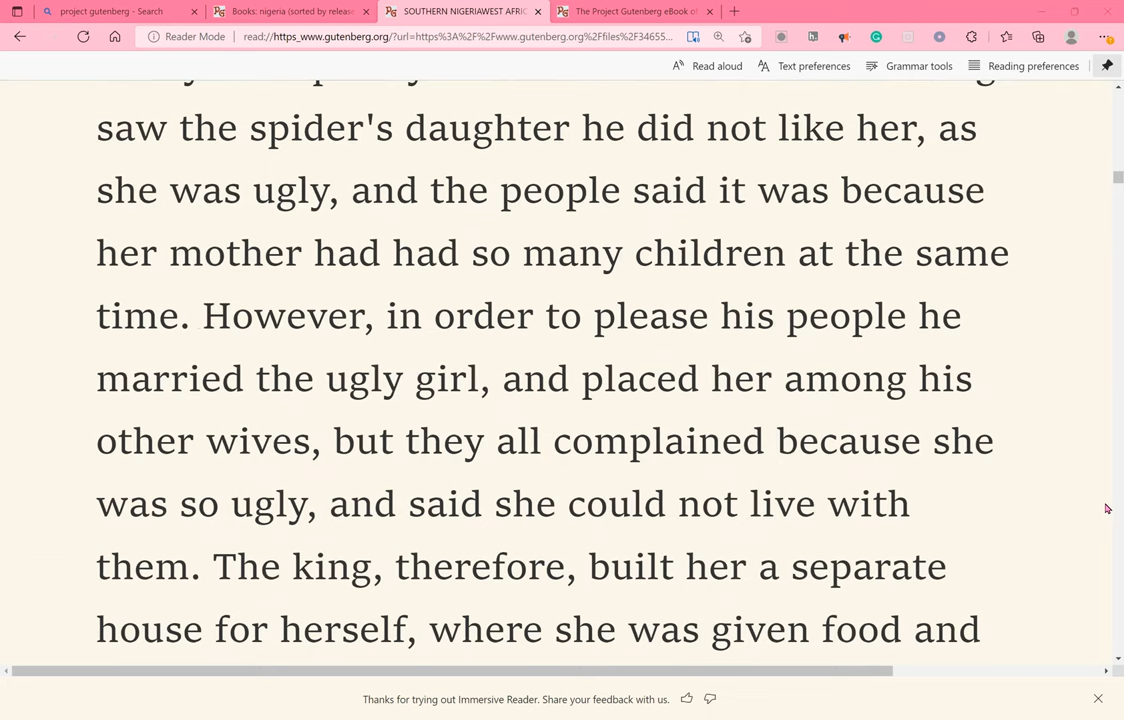 project gutenberg - Search
Books: nigeria (sorted by releas
SOUTHERN NIGERIAWEST AFRI
The Project Gutenberg eBook o
Reader Mode
read://https_www.gutenberg.org/?url=https%3A%2F%2Fwww.gutenberg.org%2Ffiles%2F34655...
Read aloud
Text preferences
Grammar tools
Reading preferences
saw the spider's daughter he did not like her, as
she was ugly, and the people said it was because
her mother had had so many children at the same
time. However, in order to please his people he
married the ugly girl, and placed her among his
other wives, but they all complained because she
was so ugly, and said she could not live with
them. The king, therefore, built her a separate
house for herself, where she was given food and
Thanks for trying out Immersive Reader. Share your feedback with us.